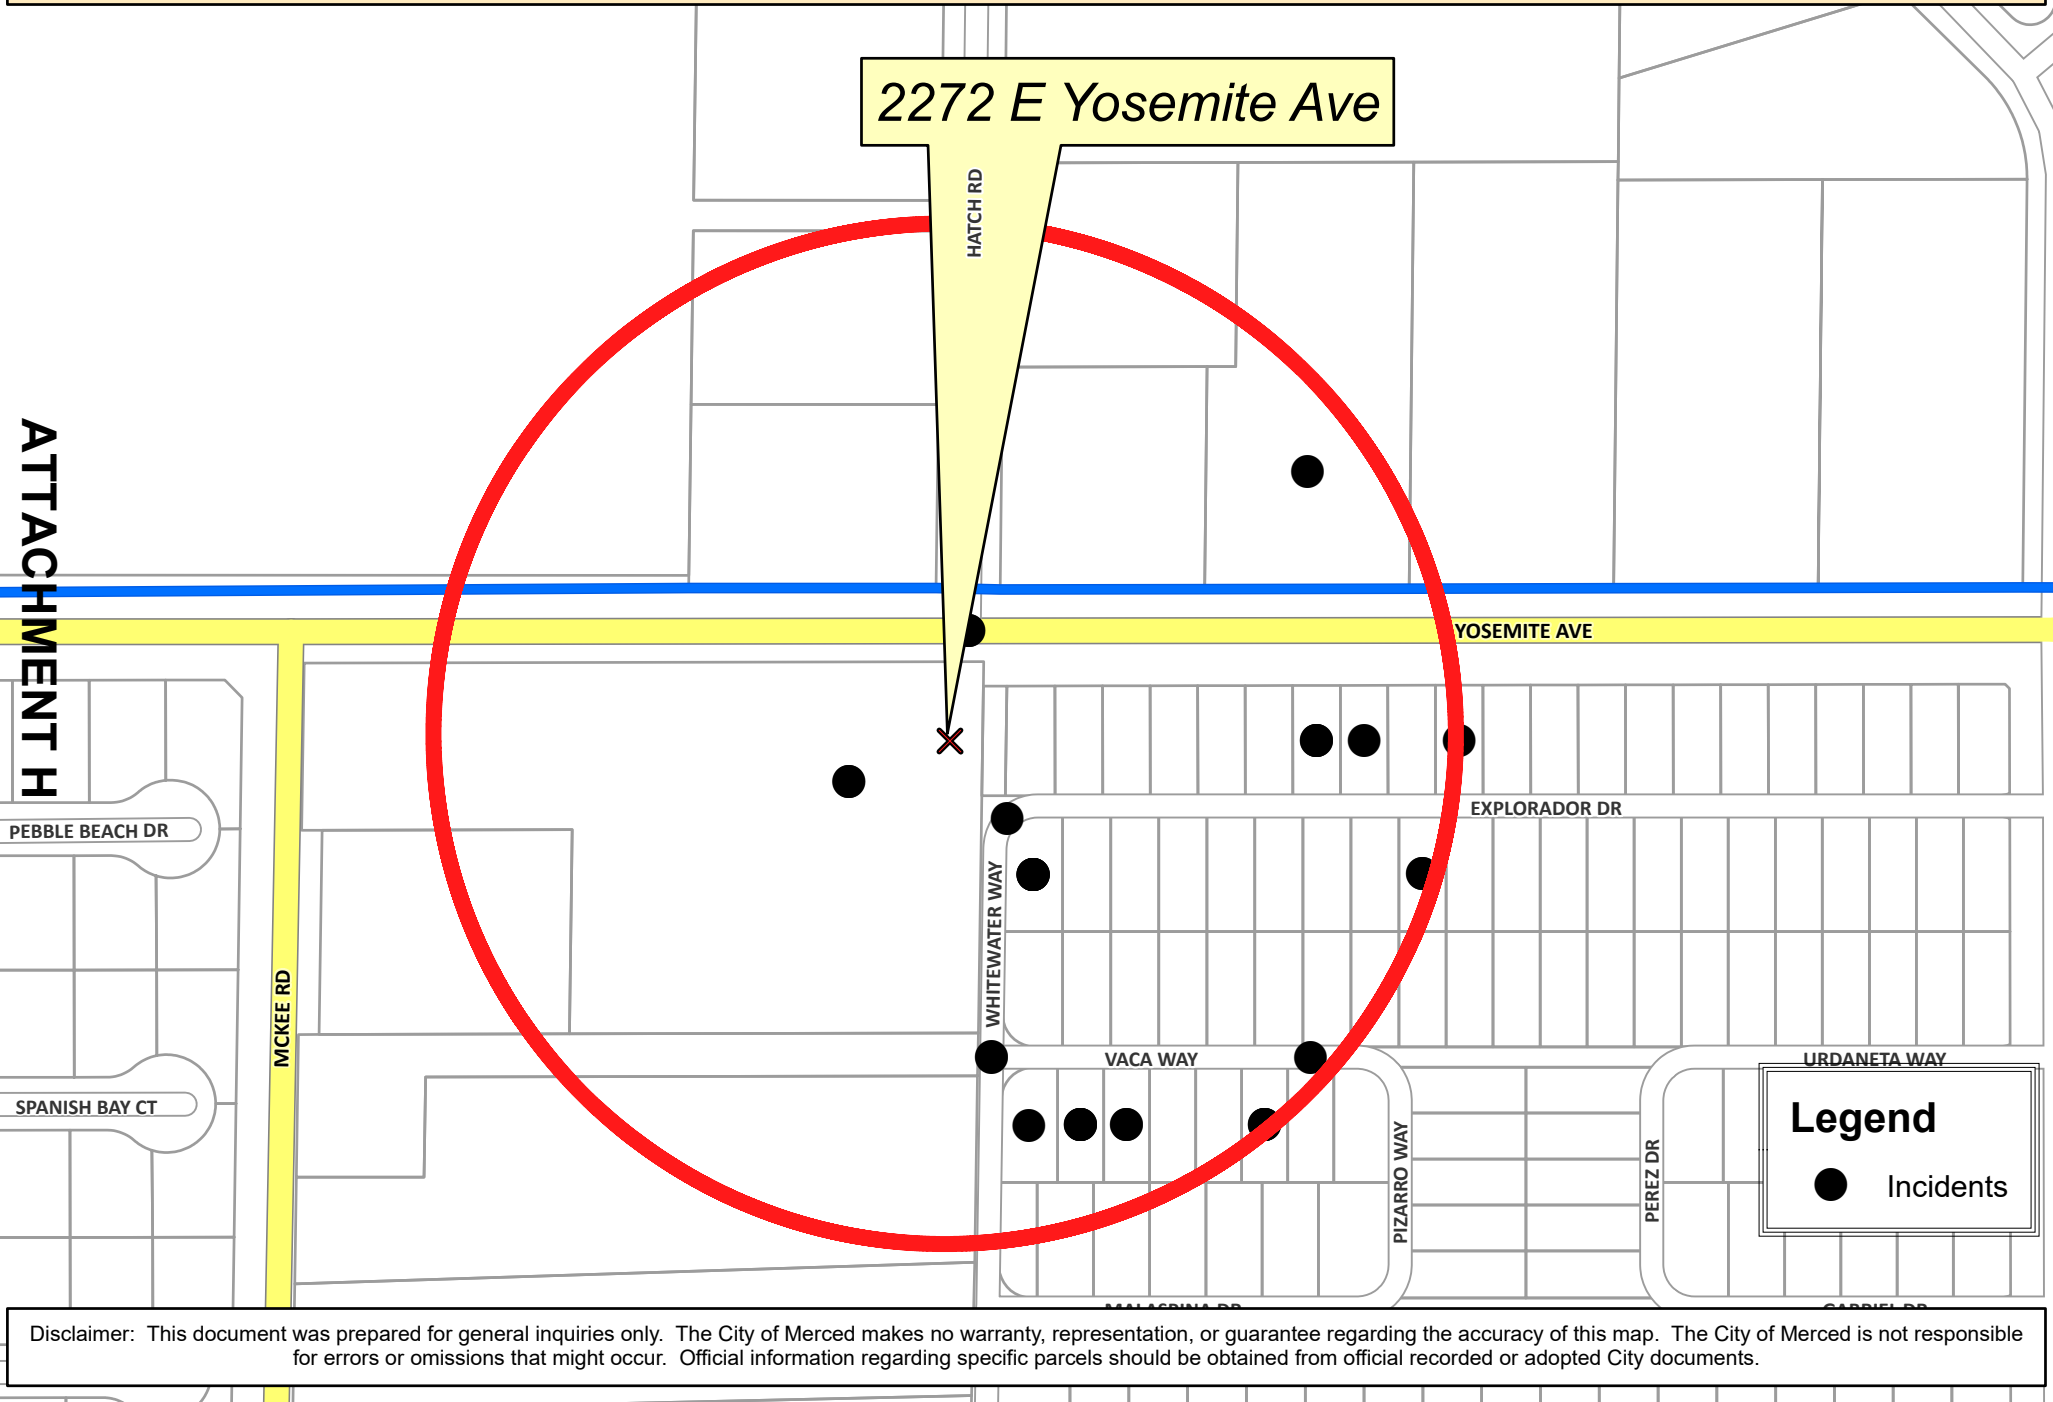 2272 E Yosemite Ave
HATCH RD
ATTACHMENT H
YOSEMITE AVE
EXPLORADOR DR
PEBBLE BEACH DR
WHITEWATER WAY
MCKEE RD
VACA WAY
URDANETA WAY
SPANISH BAY CT
PIZARRO WAY
PEREZ DR
Legend
Incidents
MALASPINA DR
GABRIEL DR
Disclaimer: This document was prepared for general inquiries only. The City of Merced makes no warranty, representation, or guarantee regarding the accuracy of this map. The City of Merced is not responsible
for errors or omissions that might occur. Official information regarding specific parcels should be obtained from official recorded or adopted City documents.